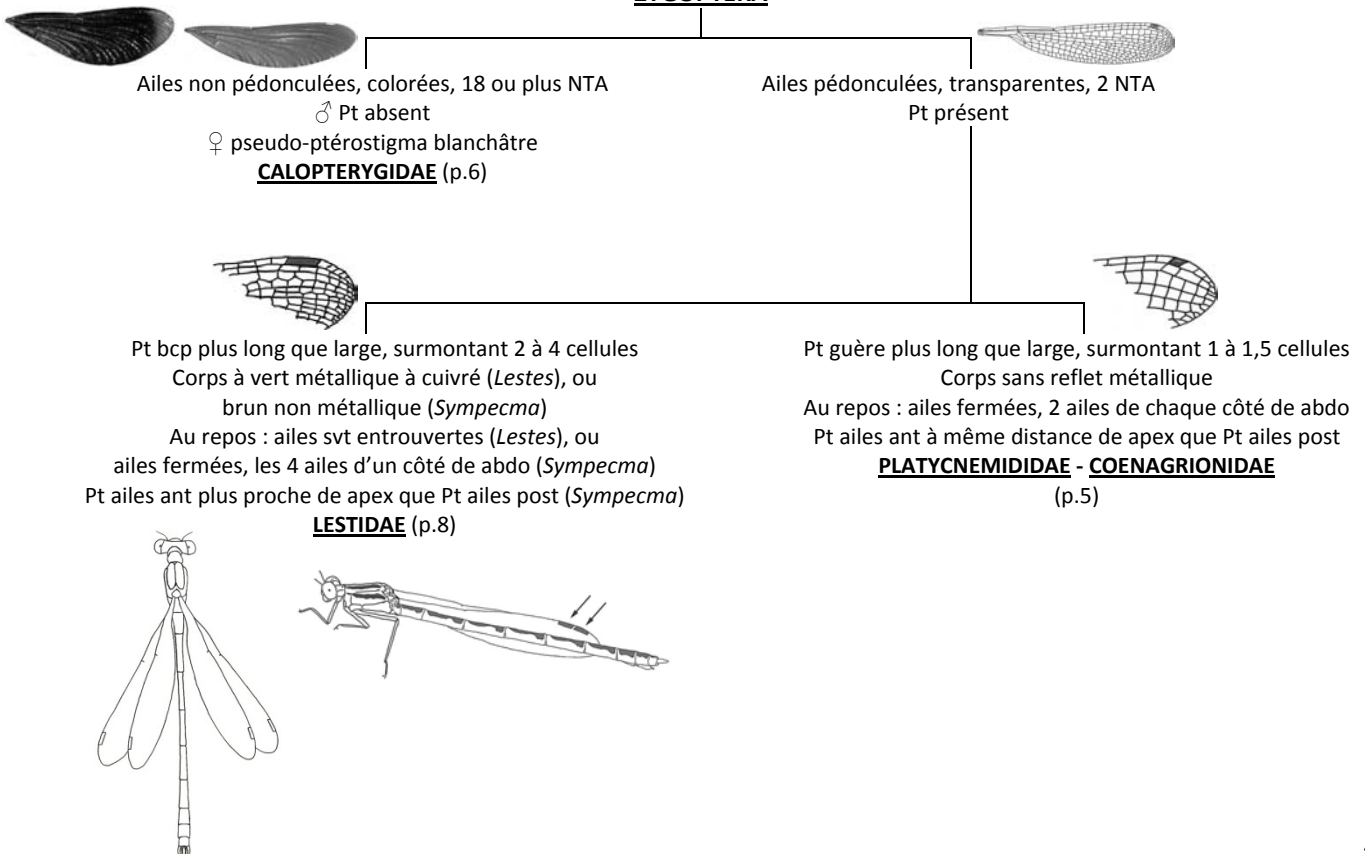 Ailes non pédonculées, colorées, 18 ou plus NTA
♂ Pt absent
♀ pseudo-ptérostigma blanchâtre
CALOPTERYGIDAE (p.6)
Ailes pédonculées, transparentes, 2 NTA
Pt présent
Pt bcp plus long que large, surmontant 2 à 4 cellules
Corps à vert métallique à cuivré (Lestes), ou
brun non métallique (Sympecma)
Au repos : ailes svt entrouvertes (Lestes), ou
ailes fermées, les 4 ailes d'un côté de abdo (Sympecma)
Pt ailes ant plus proche de apex que Pt ailes post (Sympecma)
LESTIDAE (p.8)
Pt guère plus long que large, surmontant 1 à 1,5 cellules
Corps sans reflet métallique
Au repos : ailes fermées, 2 ailes de chaque côté de abdo
Pt ailes ant à même distance de apex que Pt ailes post
PLATYCNEMIDIDAE - COENAGRIONIDAE
(p.5)